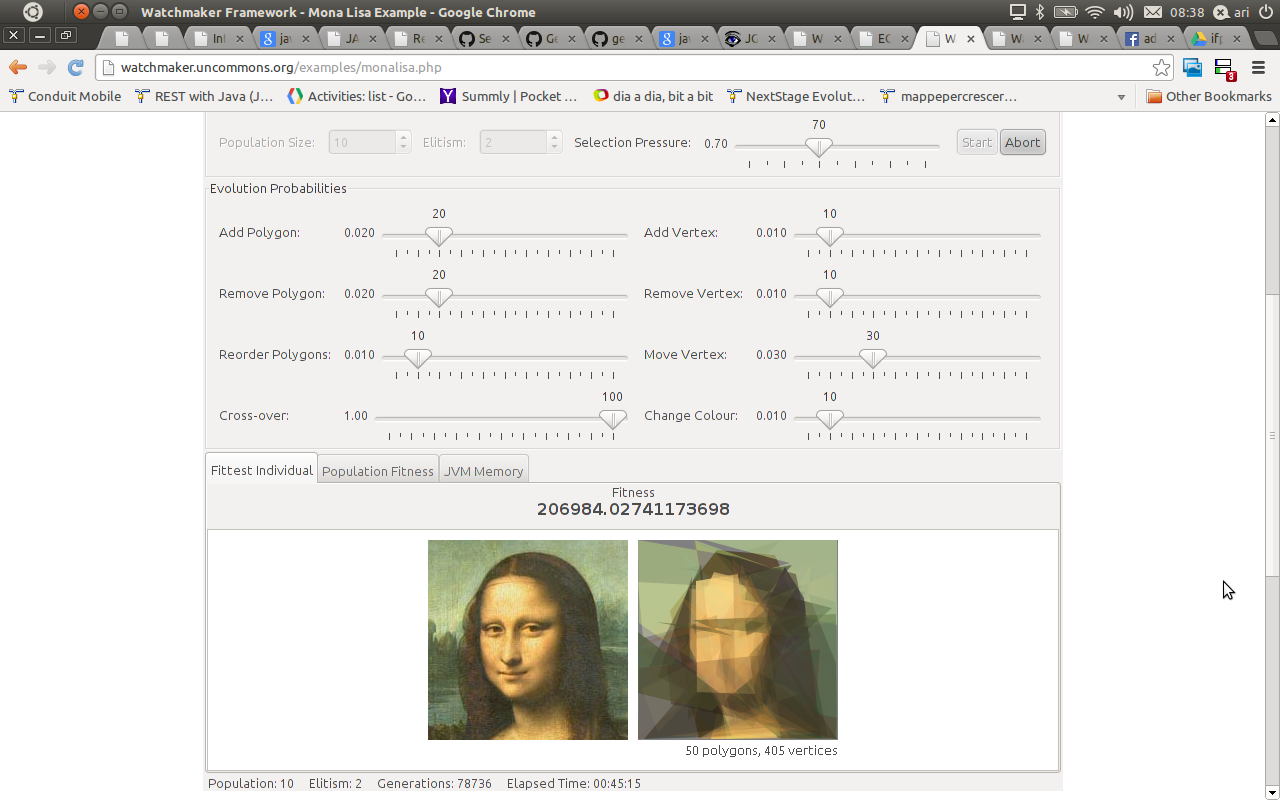 Watchmaker Framework - Mona Lisa Example - Google Chrome 08:38 ari
Int JA Re Se Ge ge JC W EC W W W ad
watchmaker.uncommons.org/examples/monalisa.php 3
Conduit Mobile REST with Java (J... Activities: list - Go... Summly | Pocket ... dia a dia, bit a bit NextStage Evolut... mappepercrescer... Other Bookmarks
70
Population Size: 10 Elitism: 2 Selection Pressure: 0.70 Start Abort
Evolution Probabilities
20 10
Add Polygon: 0.020 Add Vertex: 0.010
20 10
Remove Polygon: 0.020 Remove Vertex: 0.010
10 30
Reorder Polygons: 0.010 Move Vertex: 0.030
100 10
Cross-over: 1.00 Change Colour: 0.010
Fittest Individual Population Fitness JVM Memory
Fitness
206984.02741173698
50 polygons, 405 vertices
Population: 10 Elitism: 2 Generations: 78736 Elapsed Time: 00:45:15